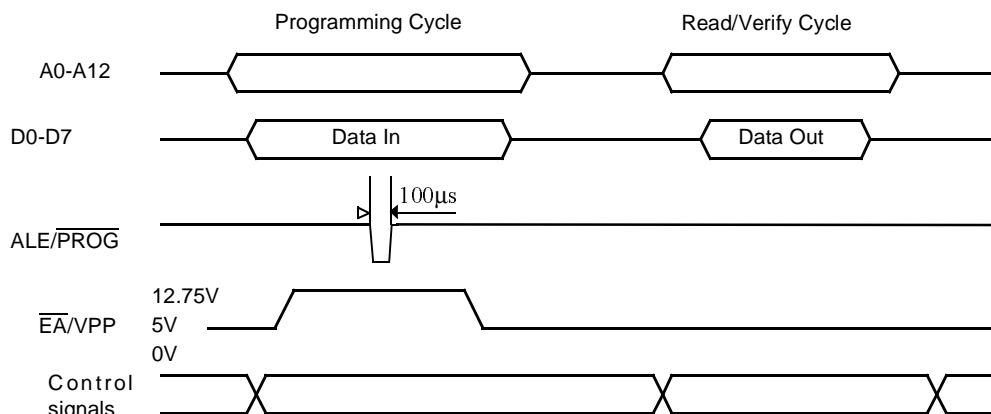 Programming Cycle
Read/Verify Cycle
A0-A12
D0-D7
Data In
Data Out
100µs
ALE/PROG
12.75V
EA/VPP
5V
0V
Control
signals